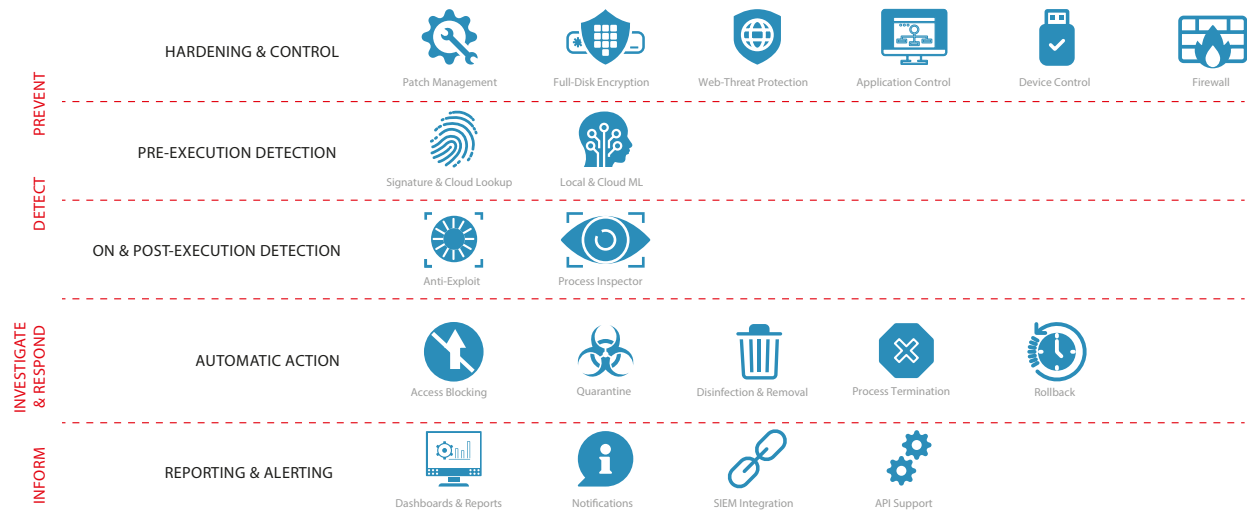 PREVENT
HARDENING & CONTROL
Patch Management
Full-Disk Encryption
Web-Threat Protection
Application Control
Device Control
Firewall
PRE-EXECUTION DETECTION
Signature & Cloud Lookup
Local & Cloud ML
DETECT
ON & POST-EXECUTION DETECTION
Anti-Exploit
Process Inspector
INVESTIGATE
& RESPOND
AUTOMATIC ACTION
Access Blocking
Quarantine
Disinfection & Removal
Process Termination
Rollback
INFORM
REPORTING & ALERTING
Dashboards & Reports
Notifications
SIEM Integration
API Support